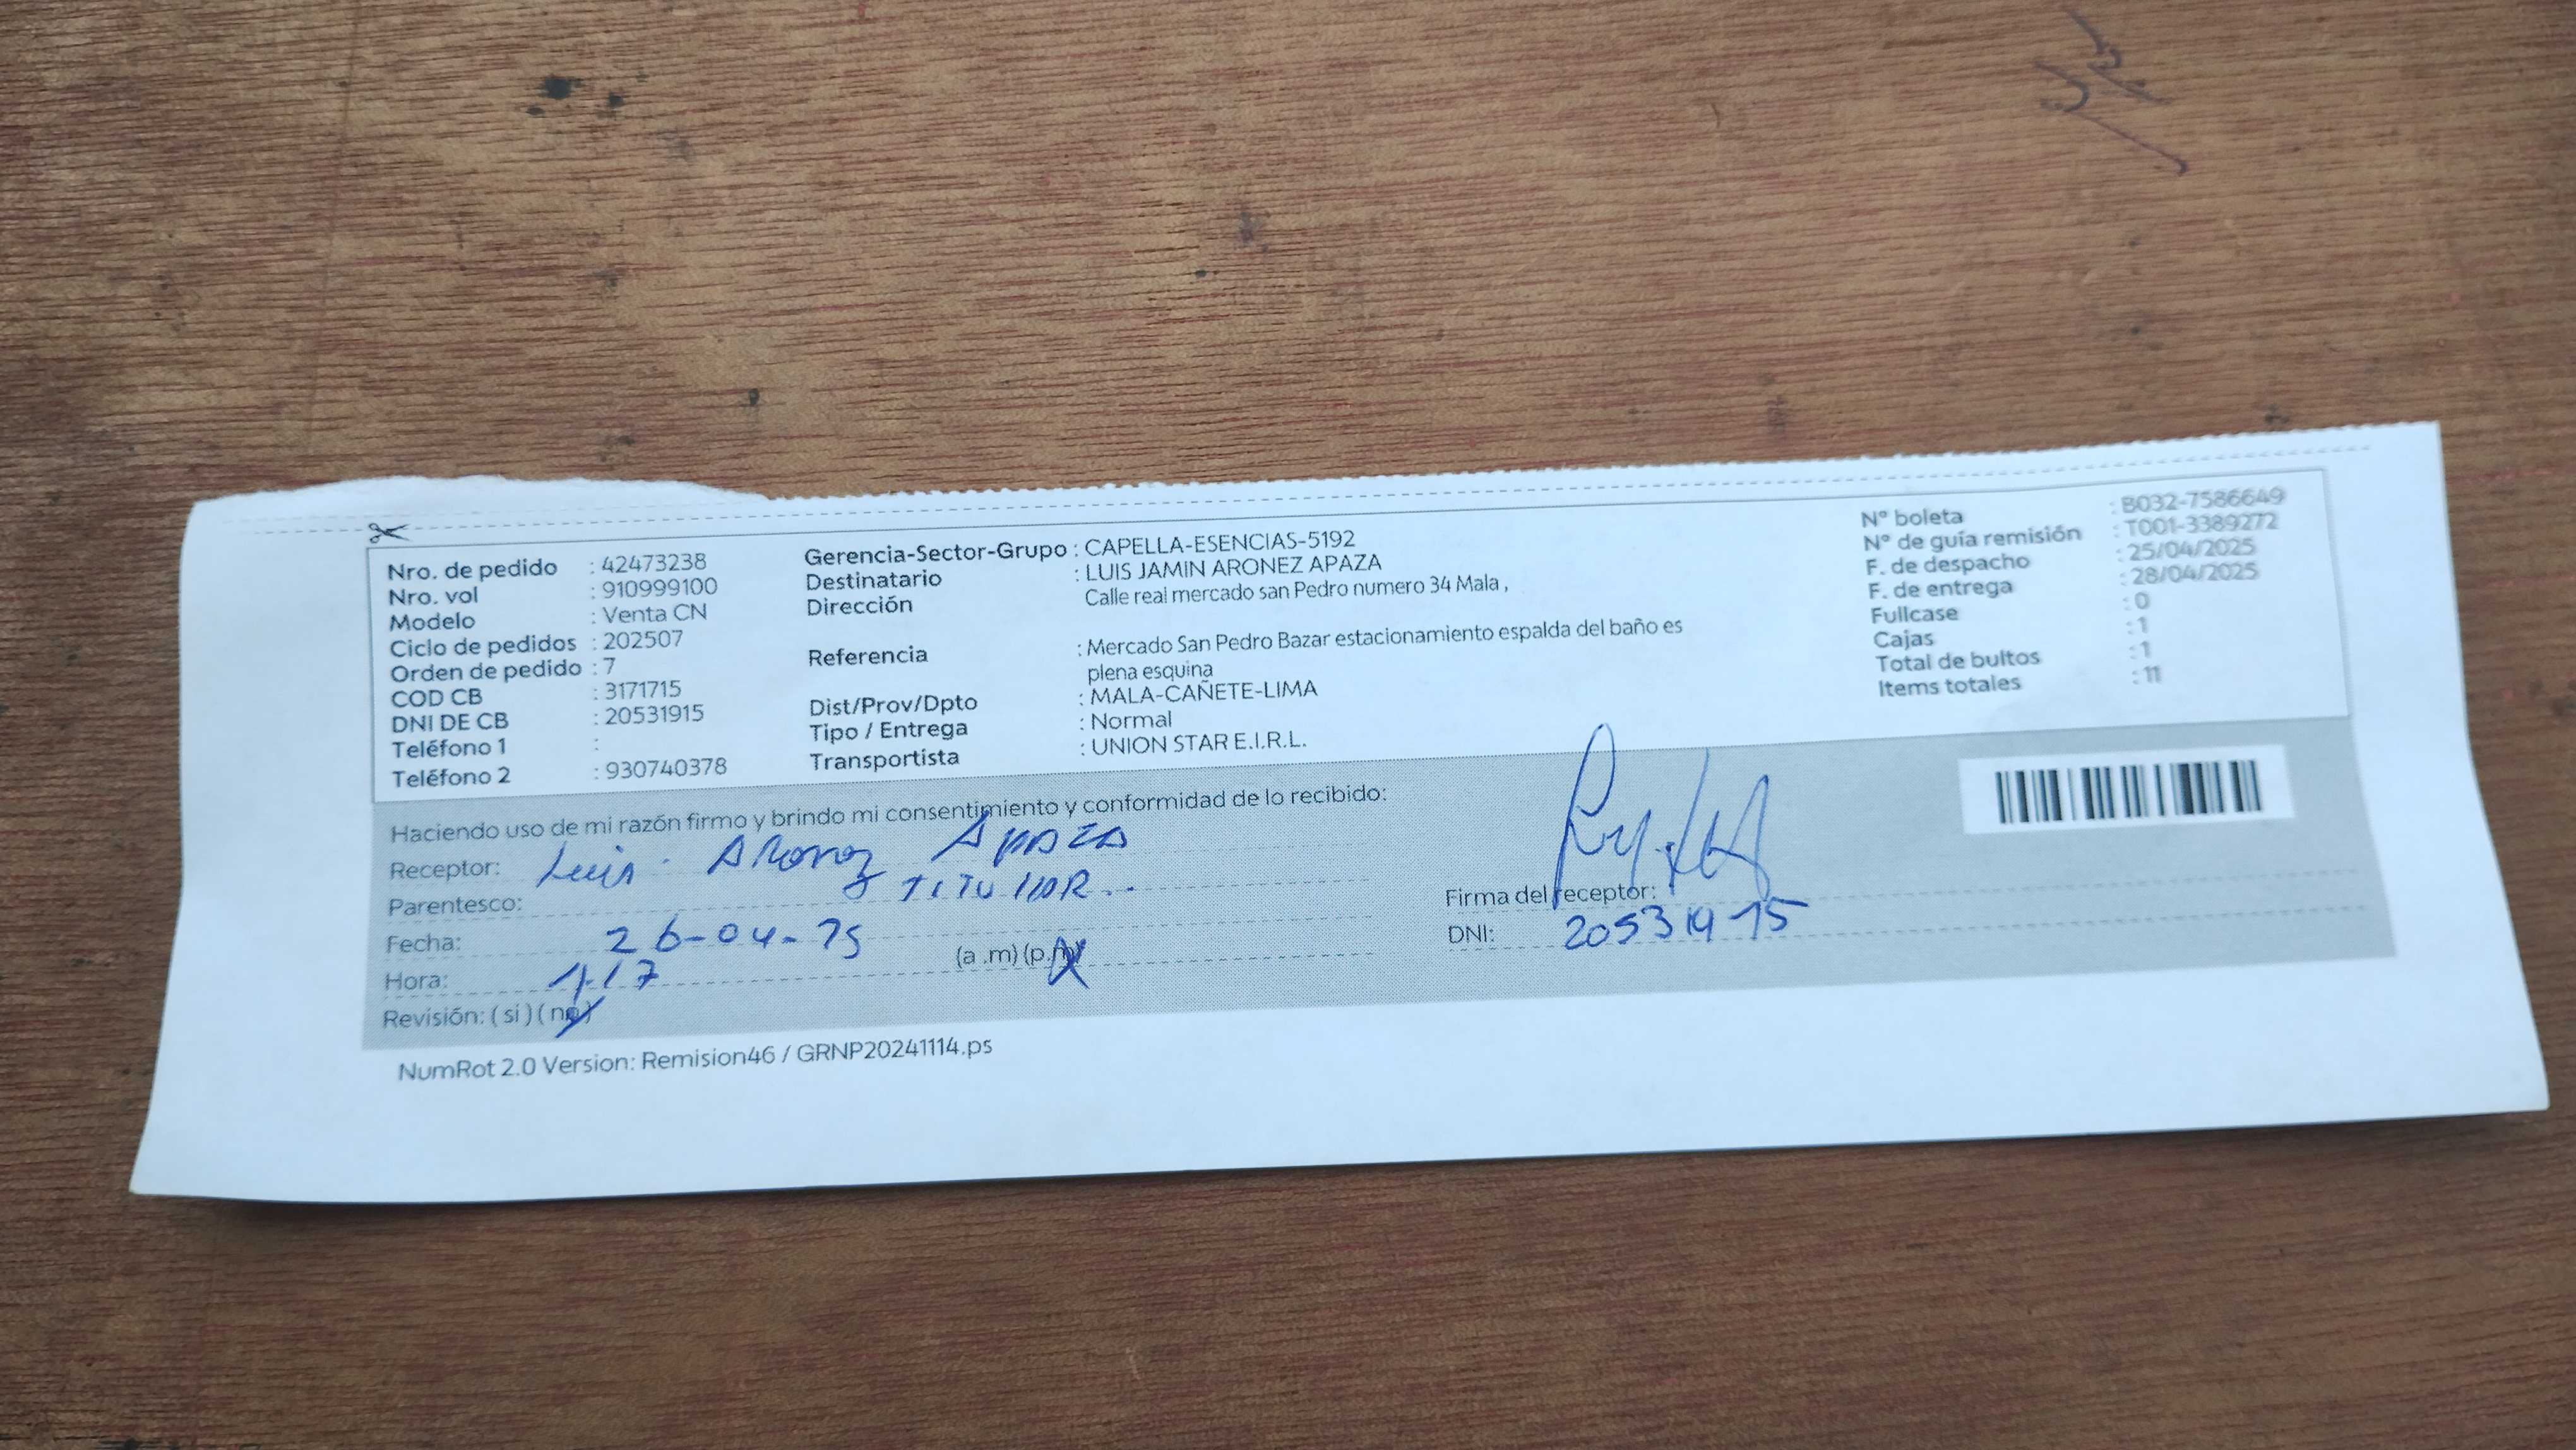 Nro. de pedido : 42473238
Nro. vol : 910999100
Modelo : Venta CN
Ciclo de pedidos : 202507
Orden de pedido : 7
COD CB : 3171715
DNI DE CB : 20531915
Teléfono 1 :
Teléfono 2 : 930740378
Gerencia-Sector-Grupo : CAPELLA-ESENCIAS-5192
Destinatario : LUIS JAMIN ARONEZ APAZA
Dirección Calle real mercado san Pedro numero 34 Mala ,
Referencia : Mercado San Pedro Bazar estacionamiento espalda del baño es
plena esquina
Dist/Prov/Dpto : MALA-CAÑETE-LIMA
Tipo / Entrega : Normal
Transportista : UNION STAR E.I.R.L.
N° boleta : B032-7586649
N° de guía remisión : T001-3389272
F. de despacho : 25/04/2025
F. de entrega : 28/04/2025
Fullcase : 0
Cajas : 1
Total de bultos : 1
Items totales : 11
Haciendo uso de mi razón firmo y brindo mi consentimiento y conformidad de lo recibido:
Receptor: Luis Aronez Apaza
Parentesco: TITULAR
Fecha: 26-04-25
Hora: (a .m) (p.m)
Revisión: ( si ) ( no )
Firma del receptor:
DNI: 20531915
NumRot 2.0 Version: Remision46 / GRNP20241114.ps